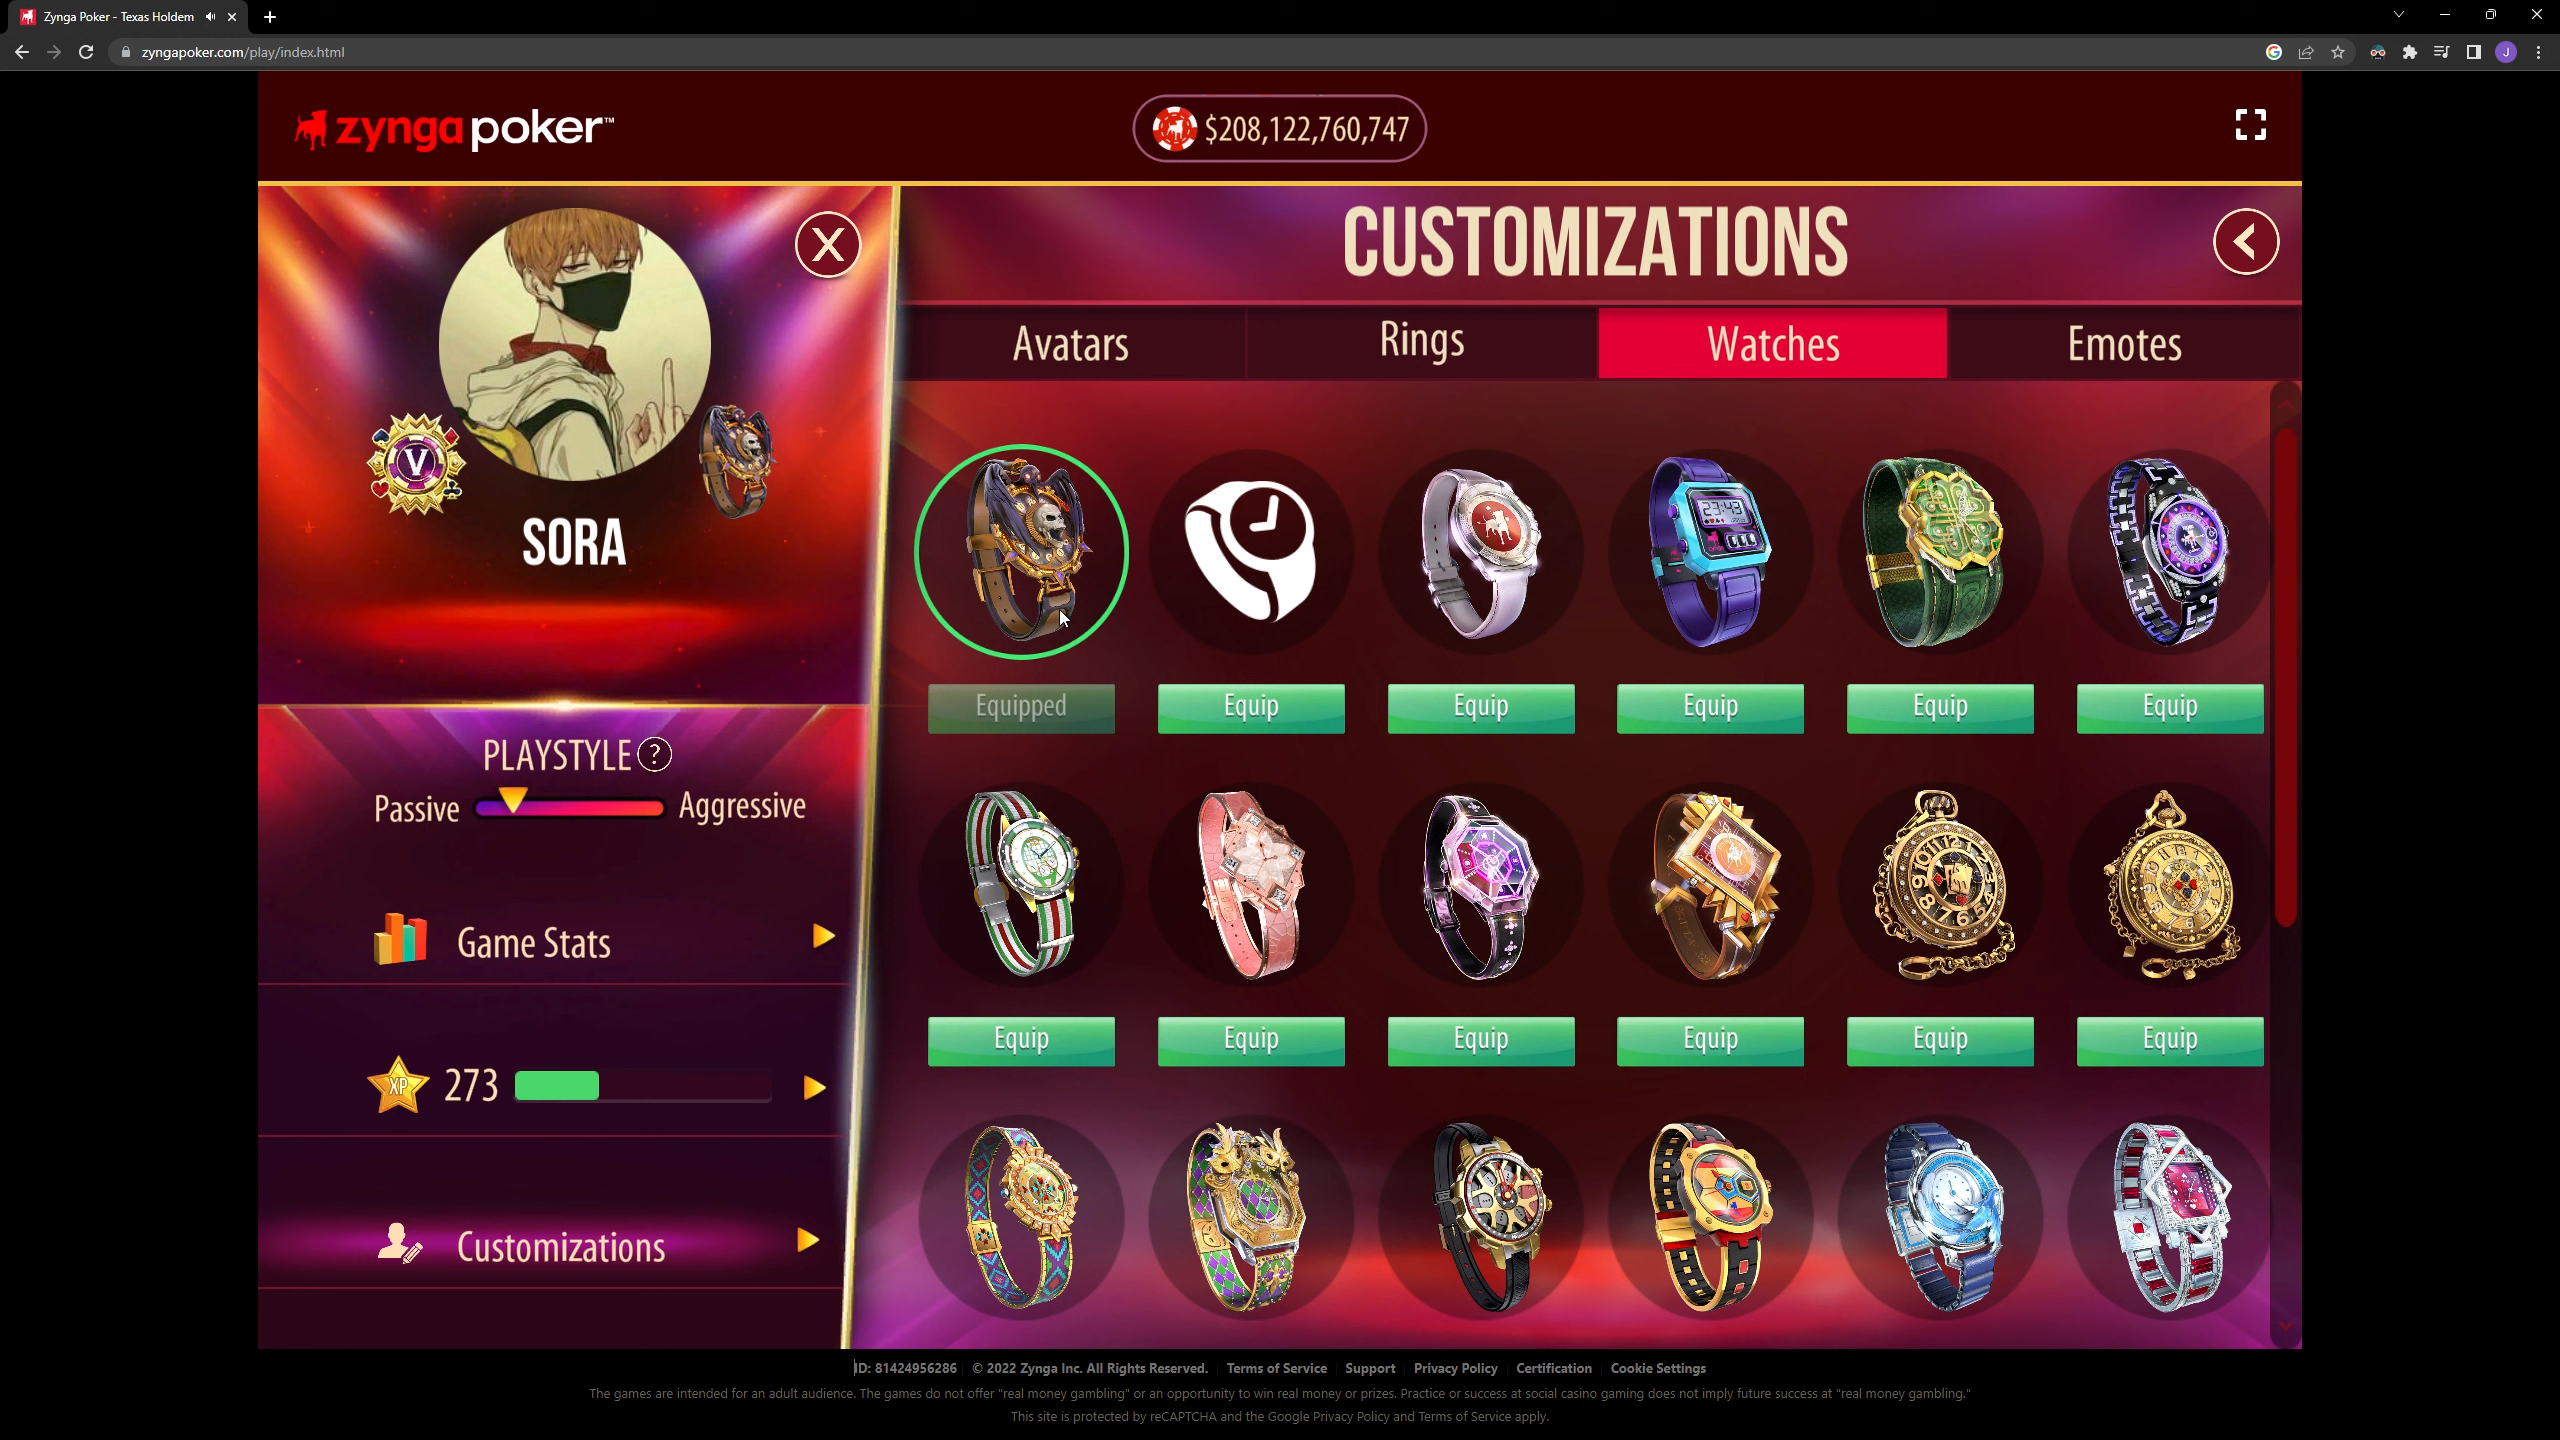 Zynga Poker - Texas Holdem
zyngapoker.com/play/index.html
J
zynga poker™
$208,122,760,747
X
CUSTOMIZATIONS
Avatars
Rings
Watches
Emotes
V
SORA
23:43
Equipped
Equip
Equip
Equip
Equip
Equip
PLAYSTYLE ?
Passive
Aggressive
Game Stats
Equip
Equip
Equip
Equip
Equip
Equip
XP
273
Customizations
ID: 81424956286
© 2022 Zynga Inc. All Rights Reserved.
Terms of Service
Support
Privacy Policy
Certification
Cookie Settings
The games are intended for an adult audience. The games do not offer "real money gambling" or an opportunity to win real money or prizes. Practice or success at social casino gaming does not imply future success at "real money gambling."
This site is protected by reCAPTCHA and the Google Privacy Policy and Terms of Service apply.